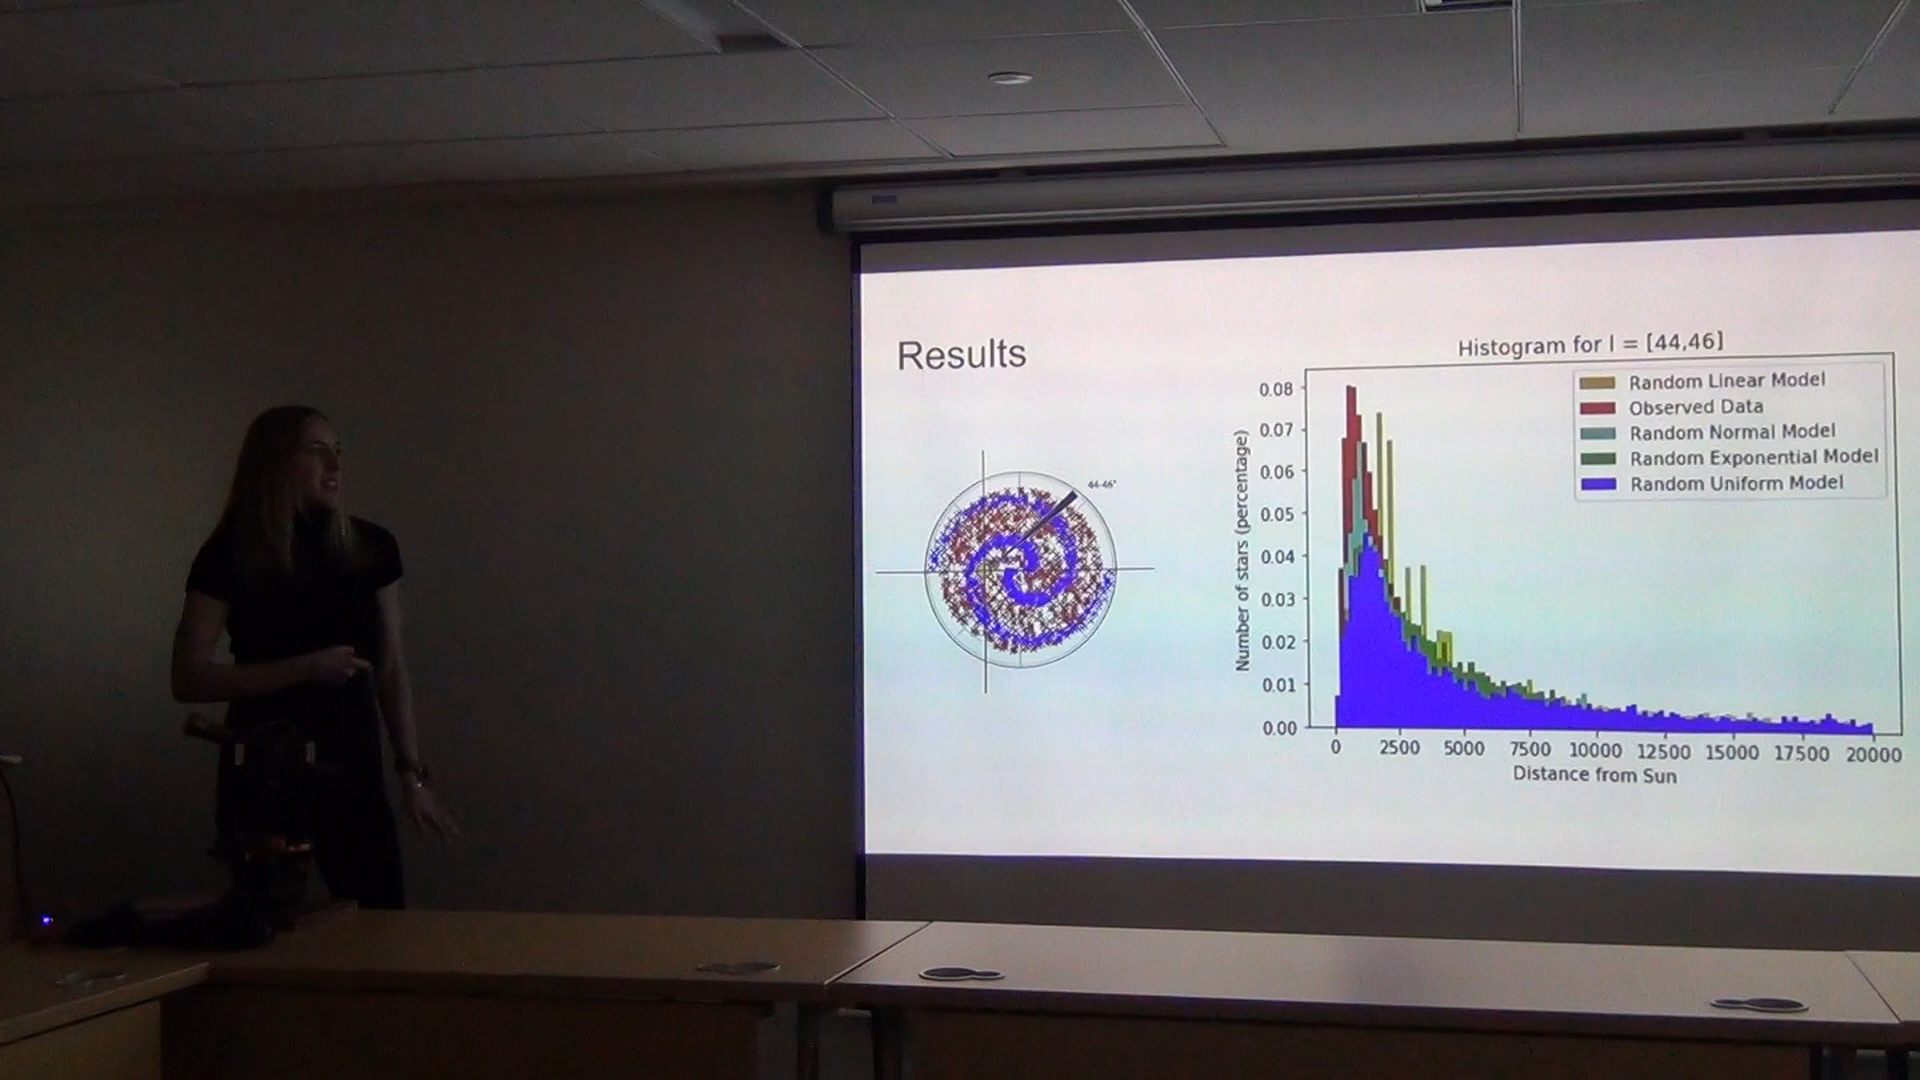 Results
44-46°
Histogram for l = [44,46]
Random Linear Model
Observed Data
Random Normal Model
Random Exponential Model
Random Uniform Model
Number of stars (percentage)
0.08
0.07
0.06
0.05
0.04
0.03
0.02
0.01
0.00
0 2500 5000 7500 10000 12500 15000 17500 20000
Distance from Sun